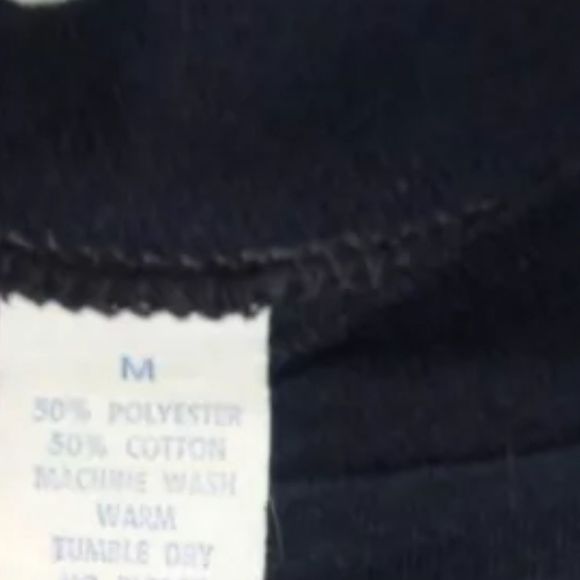 M
50% POLYESTER
50% COTTON
MACHINE WASH
WARM
TUMBLE DRY